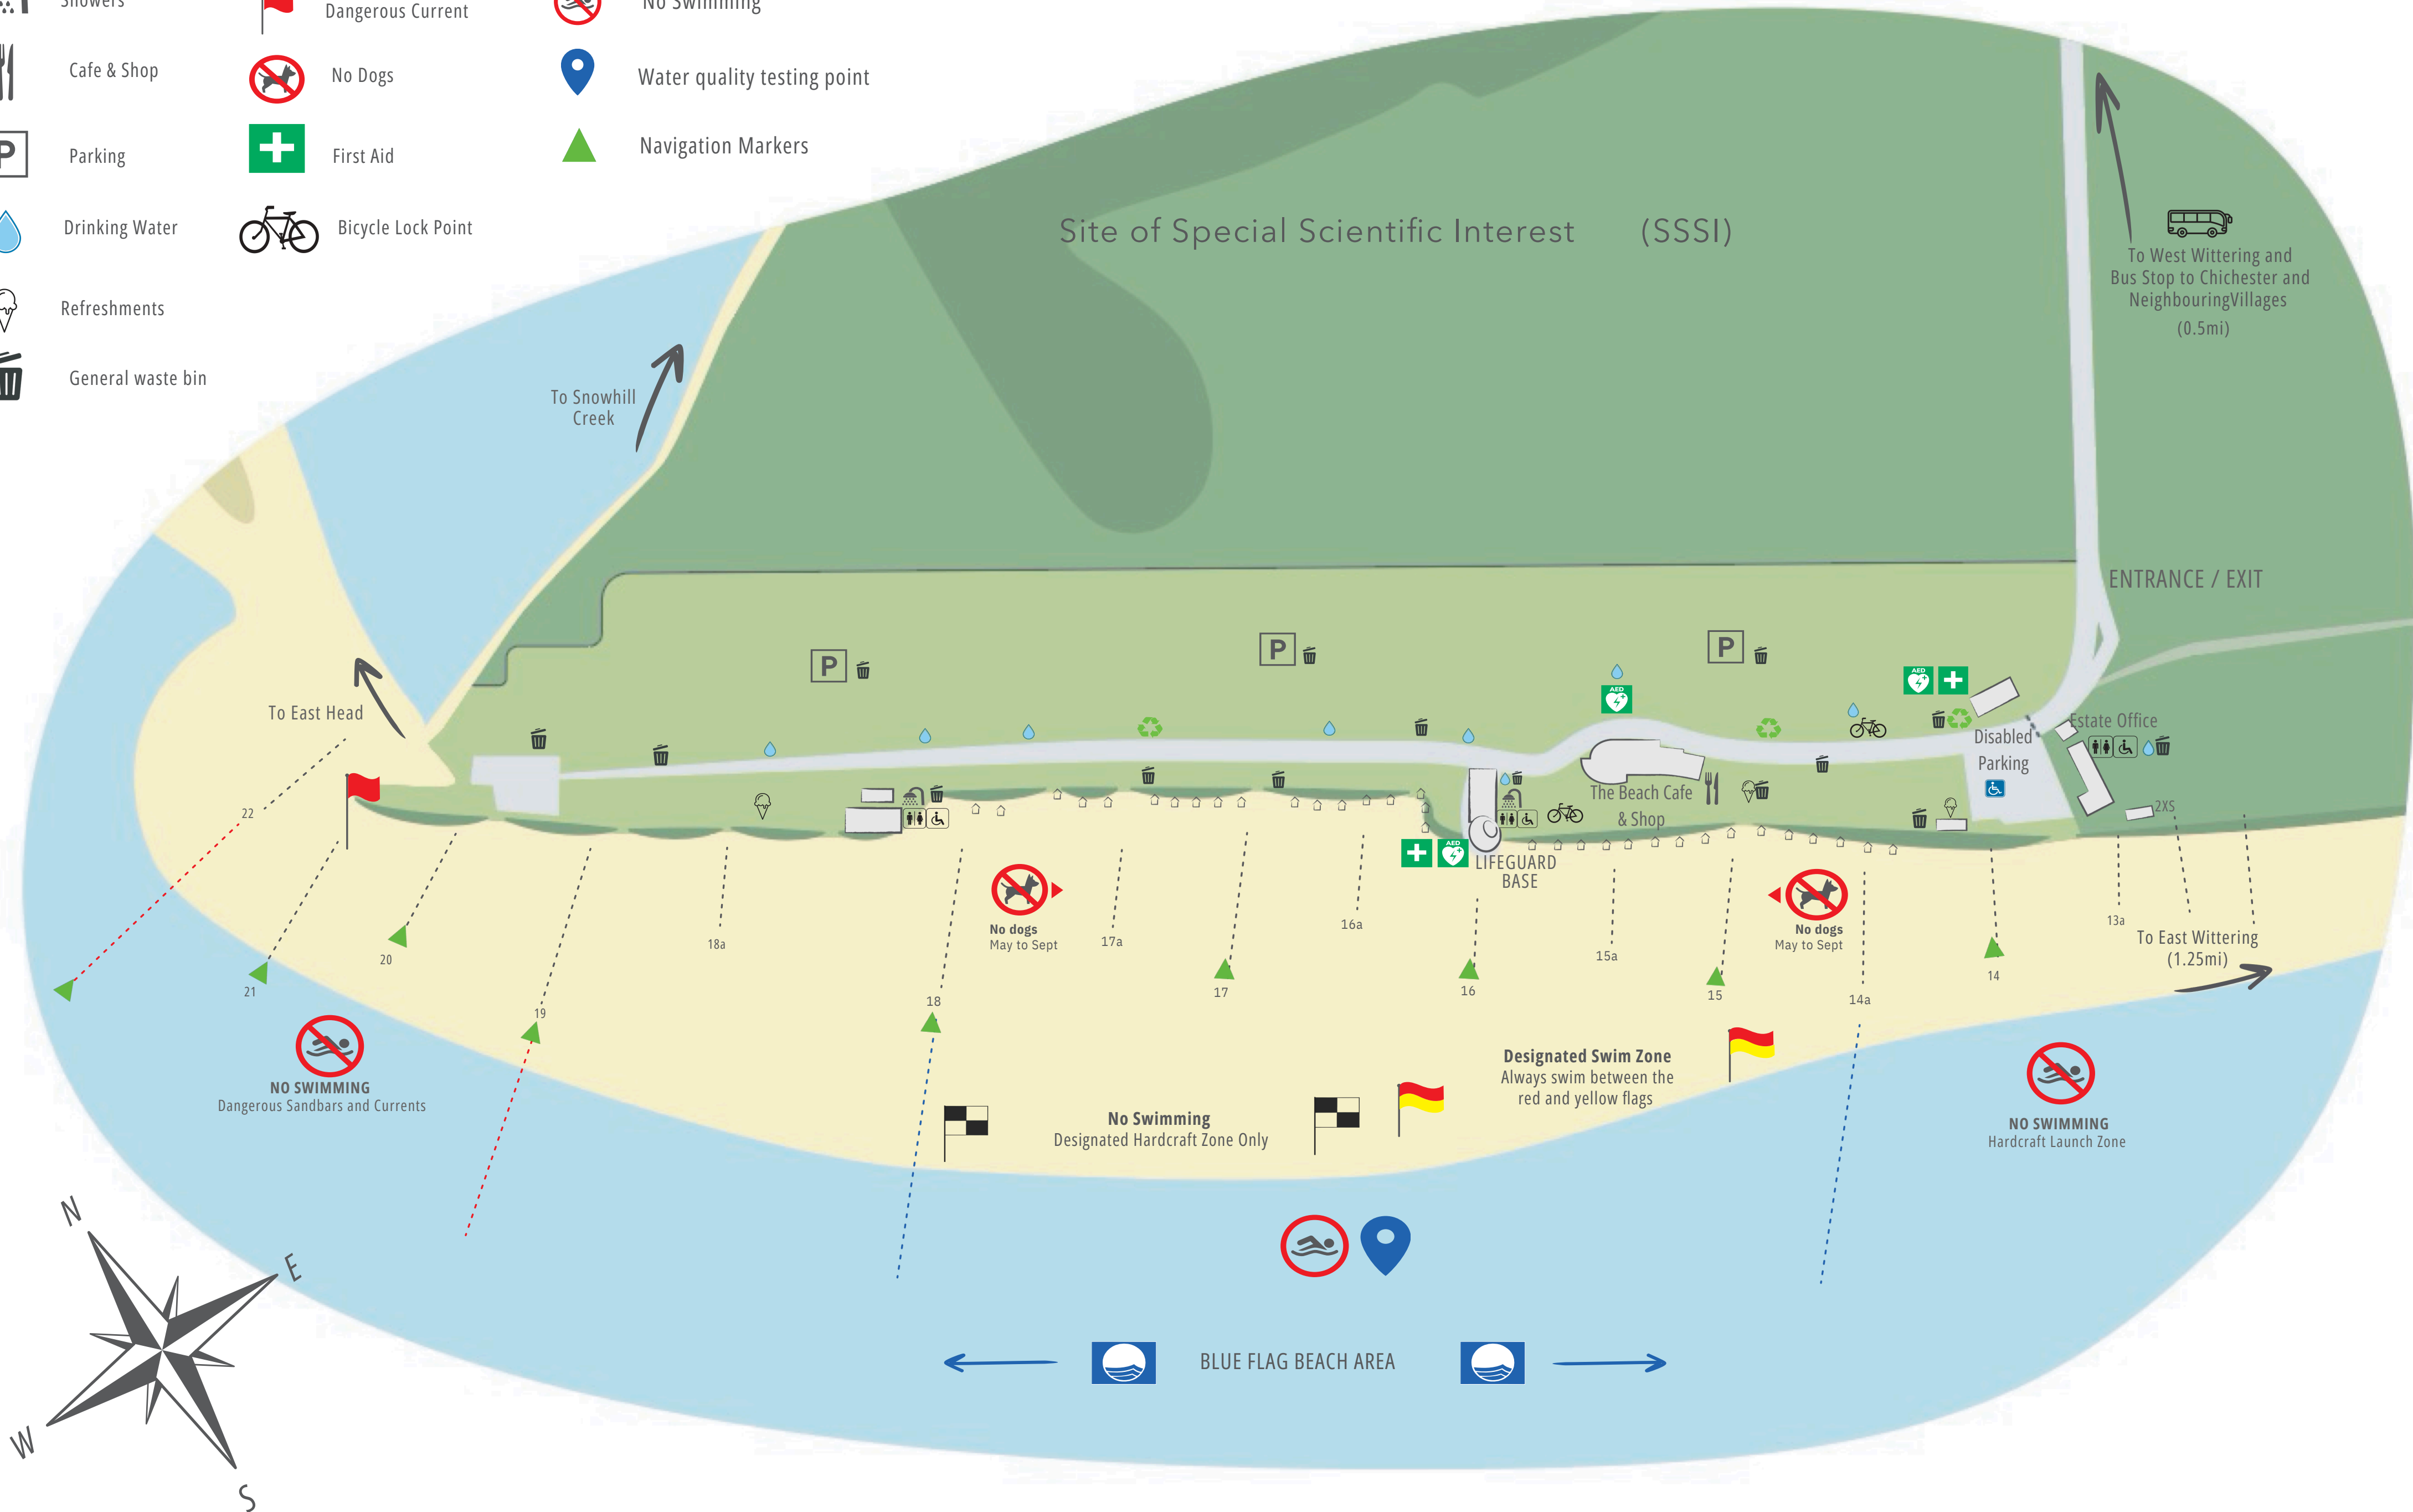 Showers
Cafe & Shop
P
Parking
Drinking Water
Refreshments
General waste bin
Dangerous Current
No Dogs
First Aid
Bicycle Lock Point
No Swimming
Water quality testing point
Navigation Markers
Site of Special Scientific Interest (SSSI)
To West Wittering and
Bus Stop to Chichester and
NeighbouringVillages
(0.5mi)
To Snowhill
Creek
ENTRANCE / EXIT
To East Head
P
P
P
AED
AED
Estate Office
Disabled
Parking
2XS
The Beach Cafe
& Shop
AED
LIFEGUARD
BASE
22
21
20
19
18a
18
No dogs
May to Sept
17a
17
16a
16
15a
15
No dogs
May to Sept
14a
14
13a
To East Wittering
(1.25mi)
NO SWIMMING
Dangerous Sandbars and Currents
No Swimming
Designated Hardcraft Zone Only
Designated Swim Zone
Always swim between the
red and yellow flags
NO SWIMMING
Hardcraft Launch Zone
BLUE FLAG BEACH AREA
N
E
W
S